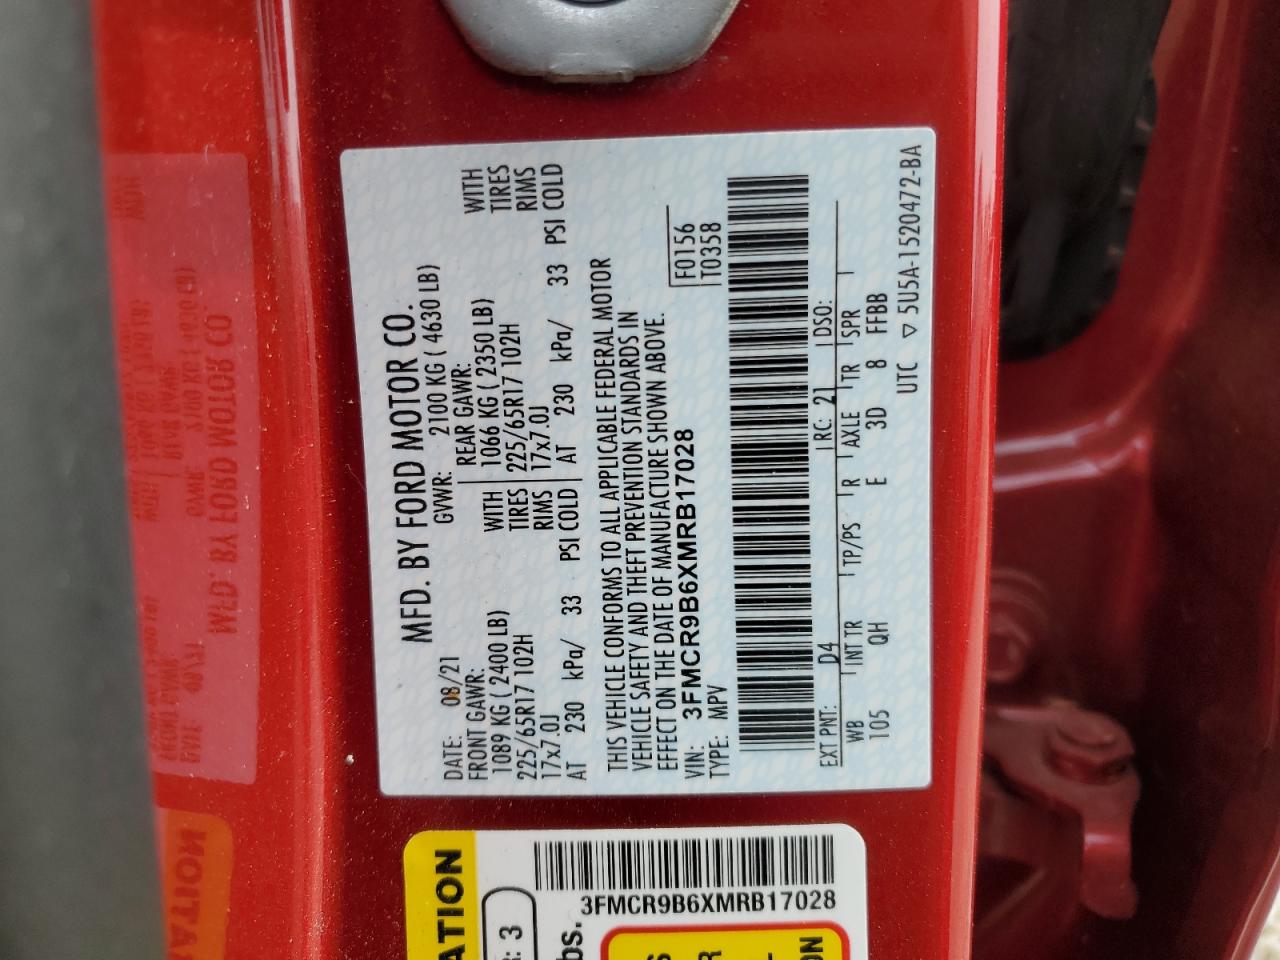 MFD. BY FORD MOTOR CO.
DATE: 08/21 GVWR: 2100 KG ( 4630 LB)
FRONT GAWR: REAR GAWR:
1089 KG ( 2400 LB) WITH 1066 KG ( 2350 LB) WITH
225/65R17 102H TIRES 225/65R17 102H TIRES
17x7.0J RIMS 17x7.0J RIMS
AT 230 kPa/ 33 PSI COLD AT 230 kPa/ 33 PSI COLD
THIS VEHICLE CONFORMS TO ALL APPLICABLE FEDERAL MOTOR
VEHICLE SAFETY AND THEFT PREVENTION STANDARDS IN
EFFECT ON THE DATE OF MANUFACTURE SHOWN ABOVE.
VIN: 3FMCR9B6XMRB17028 F0156
TYPE: MPV T0358
EXT PNT: D4 RC: 21 DSO:
WB INT TR TP/PS R AXLE TR SPR
105 QH E 3D 8 FFBB
UTC ▽ 5U5A-1520472-BA
ATION
: 3
bs.
3FMCR9B6XMRB17028